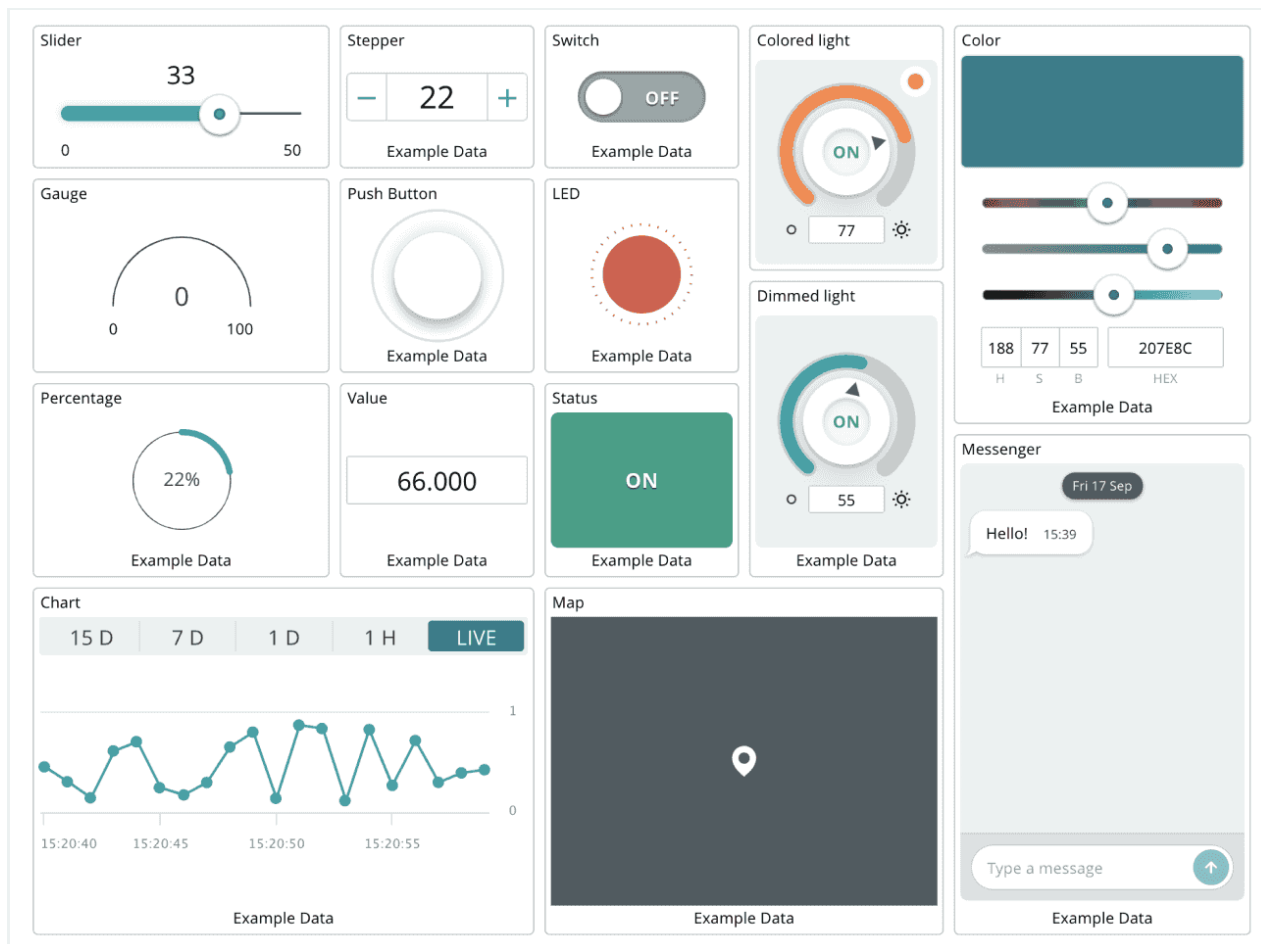 Slider
33
0
50
Stepper
−
22
+
Example Data
Switch
OFF
Example Data
Colored light
ON
77
Color
188
77
55
207E8C
H
S
B
HEX
Example Data
Gauge
0
0
100
Push Button
Example Data
LED
Example Data
Dimmed light
ON
55
Example Data
Percentage
22%
Example Data
Value
66.000
Example Data
Status
ON
Example Data
Messenger
Fri 17 Sep
Hello! 15:39
Type a message
Example Data
Chart
15 D
7 D
1 D
1 H
LIVE
1
0
15:20:40
15:20:45
15:20:50
15:20:55
Example Data
Map
Example Data